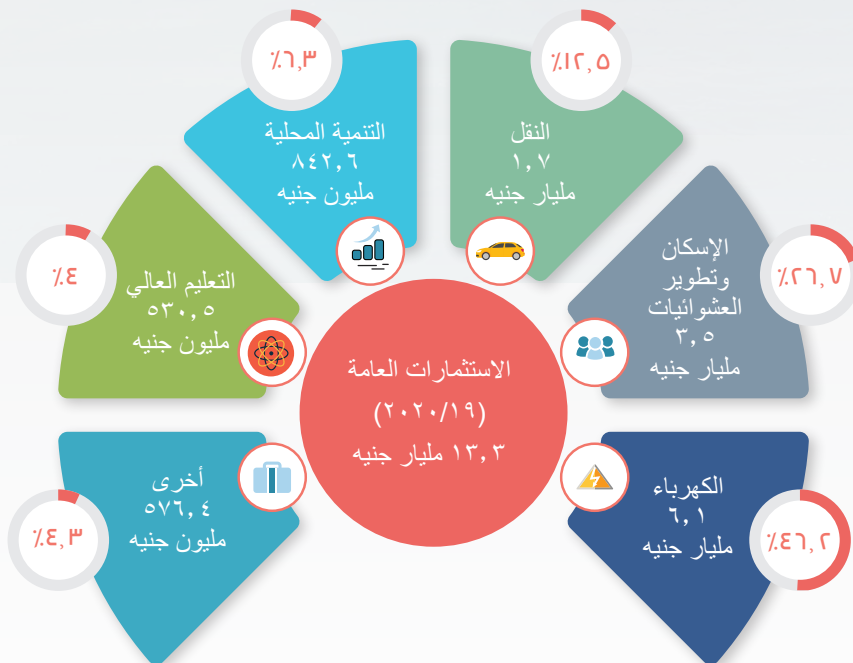 الاستثمارات العامة
(٢٠٢٠/١٩)
١٣,٣ مليار جنيه
٪٤٦,٢
الكهرباء
٦,١
مليار جنيه
٪٢٦,٧
الإسكان
وتطوير
العشوائيات
٣,٥
مليار جنيه
٪١٢,٥
النقل
١,٧
مليار جنيه
٪٦,٣
التنمية المحلية
٨٤٢,٦
مليون جنيه
٪٤
التعليم العالي
٥٣٠,٥
مليون جنيه
٪٤,٣
أخرى
٥٧٦,٤
مليون جنيه